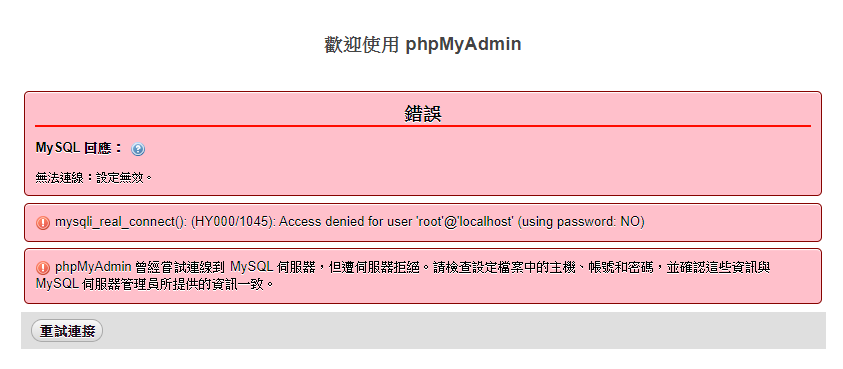 歡迎使用 phpMyAdmin
錯誤
MySQL 回應：
無法連線：設定無效。
mysqli_real_connect(): (HY000/1045): Access denied for user 'root'@'localhost' (using password: NO)
phpMyAdmin 曾經嘗試連線到 MySQL 伺服器，但遭伺服器拒絕。請檢查設定檔案中的主機、帳號和密碼，並確認這些資訊與
MySQL 伺服器管理員所提供的資訊一致。
重試連接